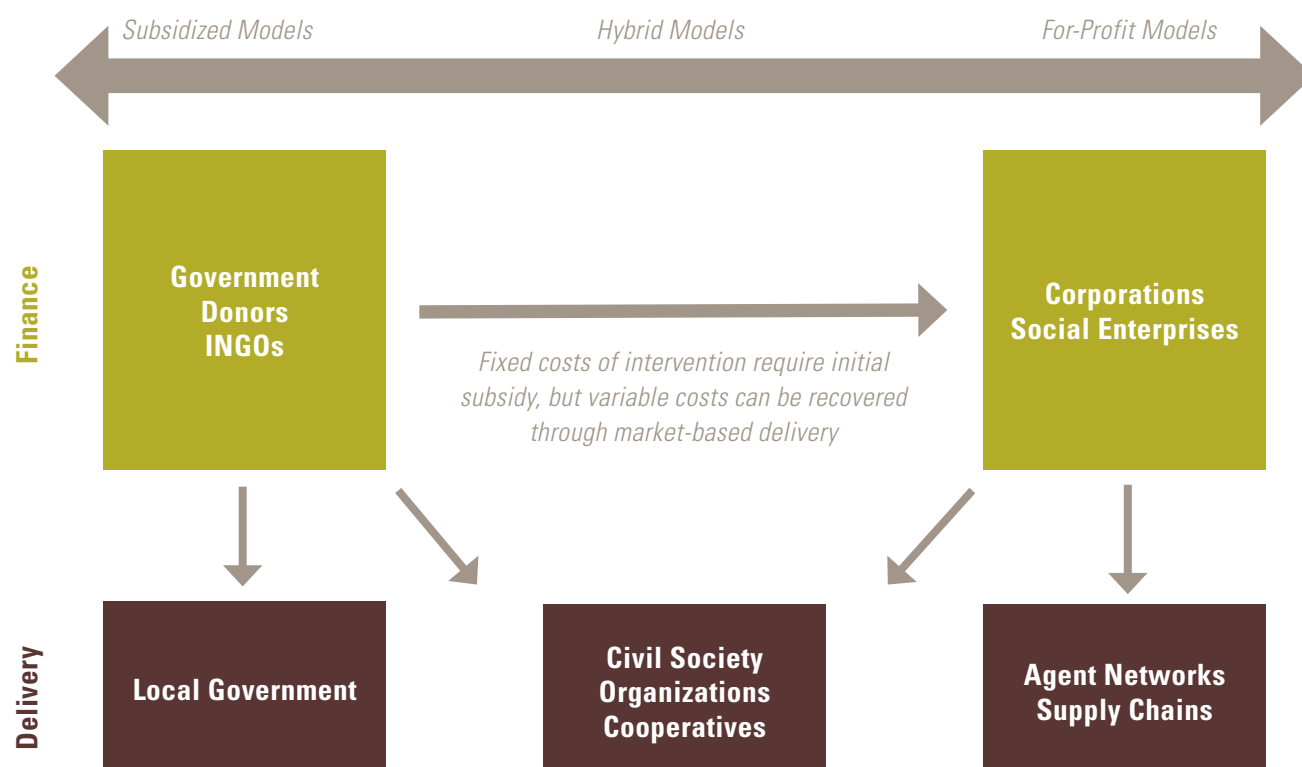 Subsidized Models
Hybrid Models
For-Profit Models
Finance
Government
Donors
INGOs
Corporations
Social Enterprises
Fixed costs of intervention require initial
subsidy, but variable costs can be recovered
through market-based delivery
Delivery
Local Government
Civil Society
Organizations
Cooperatives
Agent Networks
Supply Chains